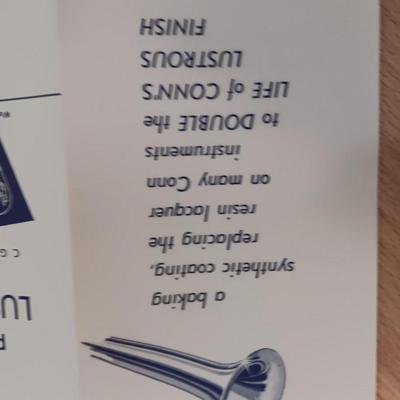 a baking
synthetic coating,
replacing the
resin lacquer
on many Conn
instruments
to DOUBLE the
LIFE of CONN'S
LUSTROUS
FINISH
LU
C G